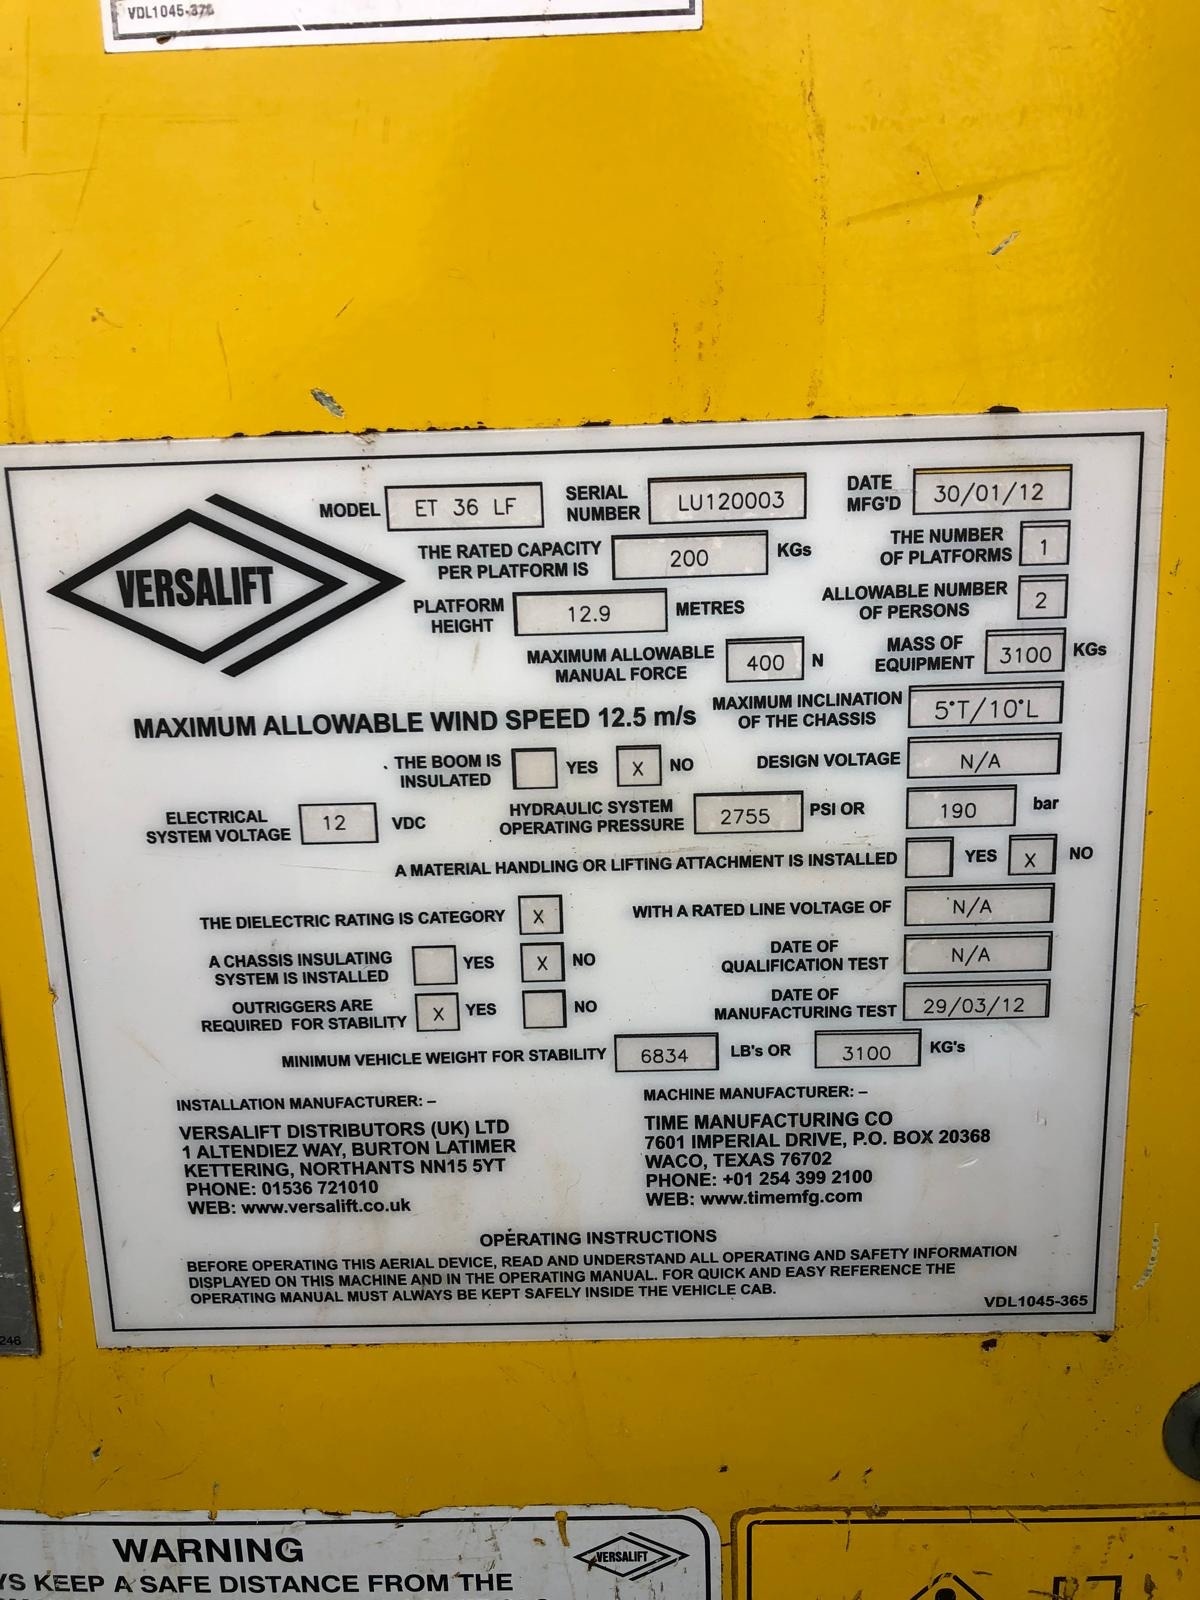 VDL1045-376
VERSALIFT
MODEL ET 36 LF SERIAL NUMBER LU120003 DATE MFG'D 30/01/12
THE RATED CAPACITY PER PLATFORM IS 200 KGs THE NUMBER OF PLATFORMS 1
PLATFORM HEIGHT 12.9 METRES ALLOWABLE NUMBER OF PERSONS 2
MAXIMUM ALLOWABLE MANUAL FORCE 400 N MASS OF EQUIPMENT 3100 KGs
MAXIMUM ALLOWABLE WIND SPEED 12.5 m/s MAXIMUM INCLINATION OF THE CHASSIS 5°T/10°L
THE BOOM IS INSULATED YES X NO DESIGN VOLTAGE N/A
ELECTRICAL SYSTEM VOLTAGE 12 VDC HYDRAULIC SYSTEM OPERATING PRESSURE 2755 PSI OR 190 bar
A MATERIAL HANDLING OR LIFTING ATTACHMENT IS INSTALLED YES X NO
THE DIELECTRIC RATING IS CATEGORY X WITH A RATED LINE VOLTAGE OF N/A
A CHASSIS INSULATING SYSTEM IS INSTALLED YES X NO DATE OF QUALIFICATION TEST N/A
OUTRIGGERS ARE REQUIRED FOR STABILITY X YES NO DATE OF MANUFACTURING TEST 29/03/12
MINIMUM VEHICLE WEIGHT FOR STABILITY 6834 LB's OR 3100 KG's
INSTALLATION MANUFACTURER: –
VERSALIFT DISTRIBUTORS (UK) LTD
1 ALTENDIEZ WAY, BURTON LATIMER
KETTERING, NORTHANTS NN15 5YT
PHONE: 01536 721010
WEB: www.versalift.co.uk
MACHINE MANUFACTURER: –
TIME MANUFACTURING CO
7601 IMPERIAL DRIVE, P.O. BOX 20368
WACO, TEXAS 76702
PHONE: +01 254 399 2100
WEB: www.timemfg.com
OPERATING INSTRUCTIONS
BEFORE OPERATING THIS AERIAL DEVICE, READ AND UNDERSTAND ALL OPERATING AND SAFETY INFORMATION
DISPLAYED ON THIS MACHINE AND IN THE OPERATING MANUAL. FOR QUICK AND EASY REFERENCE THE
OPERATING MANUAL MUST ALWAYS BE KEPT SAFELY INSIDE THE VEHICLE CAB.
VDL1045-365
246
WARNING
VERSALIFT
YS KEEP A SAFE DISTANCE FROM THE